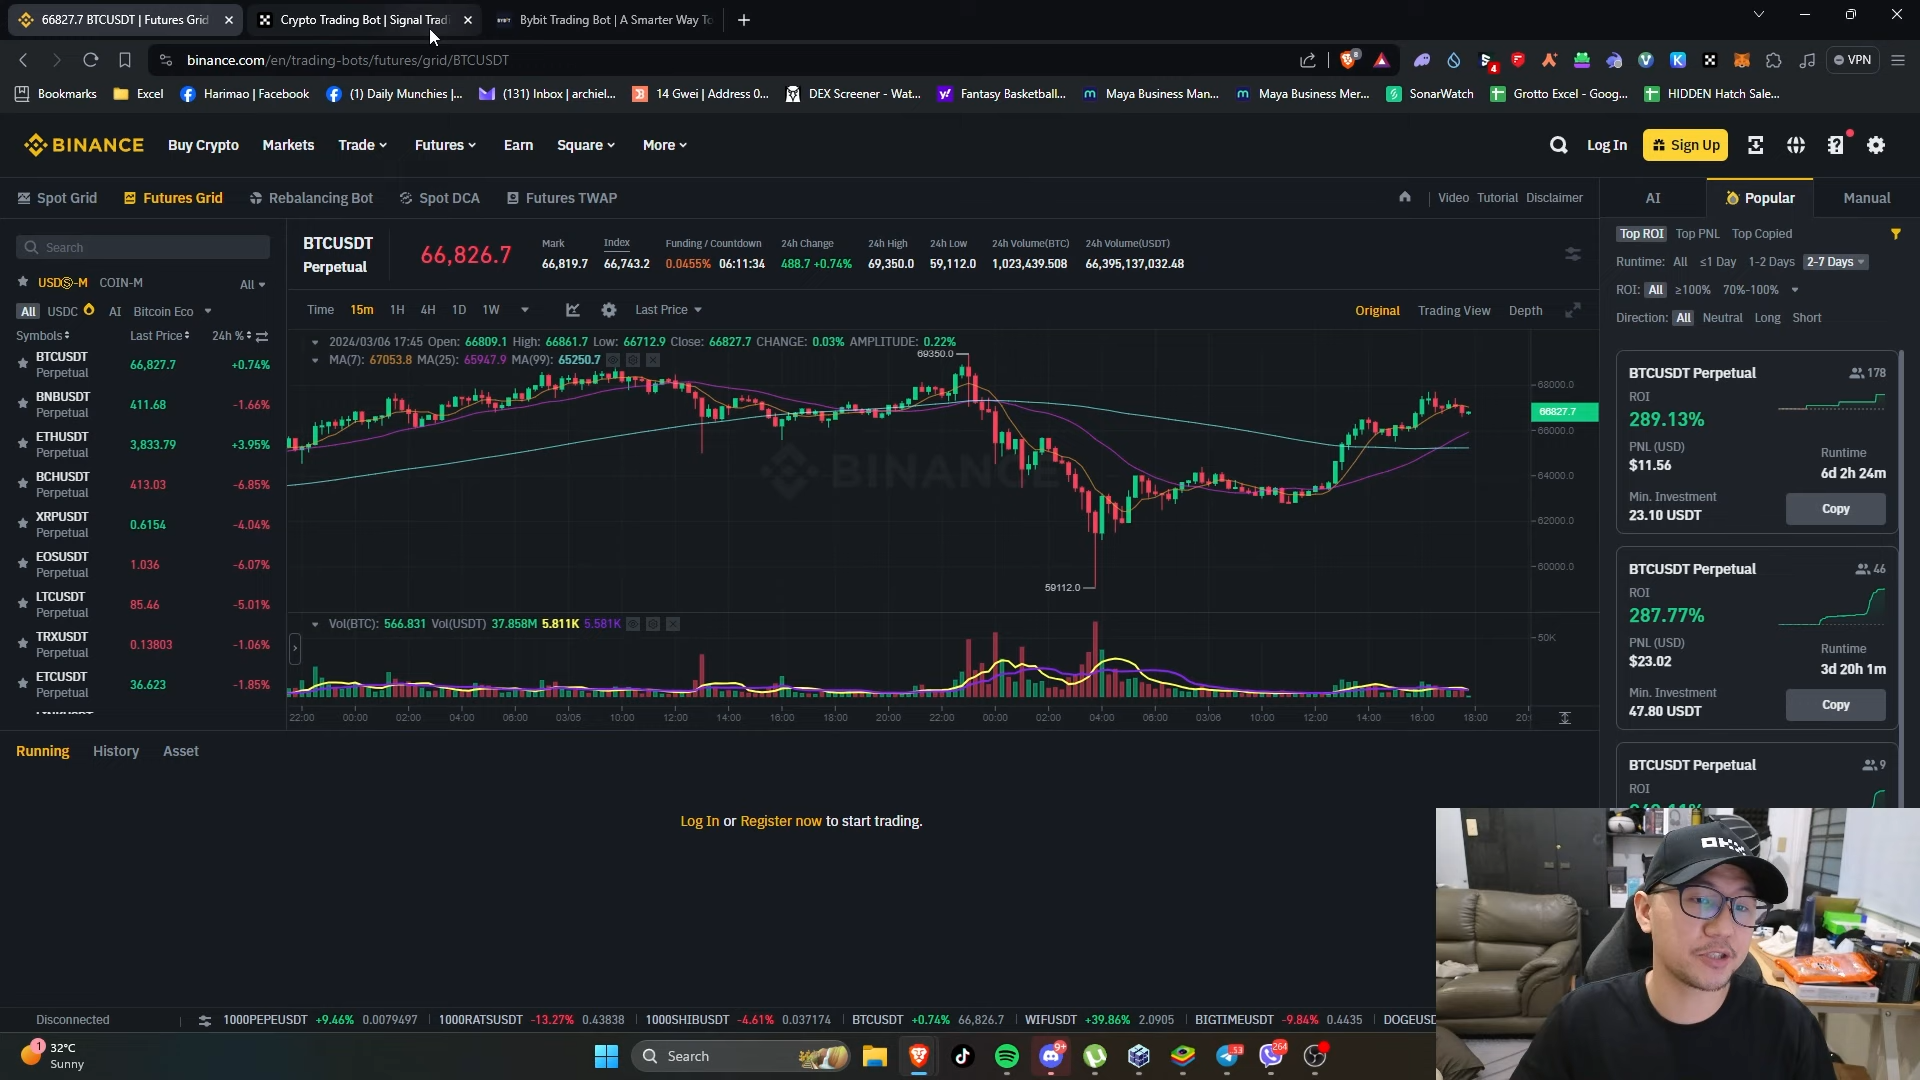 66827.7 BTCUSDT | Futures Grid
Crypto Trading Bot | Signal Tradi
Bybit Trading Bot | A Smarter Way To
binance.com/en/trading-bots/futures/grid/BTCUSDT
8
4
VPN
Bookmarks
Excel
Harimao | Facebook
(1) Daily Munchies |...
(131) Inbox | archiel...
14 Gwei | Address 0...
DEX Screener - Wat...
Fantasy Basketball...
Maya Business Man...
Maya Business Mer...
SonarWatch
Grotto Excel - Goog...
HIDDEN Hatch Sale...
BINANCE
Buy Crypto
Markets
Trade
Futures
Earn
Square
More
Log In
Sign Up
Spot Grid
Futures Grid
Rebalancing Bot
Spot DCA
Futures TWAP
Video
Tutorial
Disclaimer
AI
Popular
Manual
Search
USDⓈ-M
COIN-M
All
All
USDC
AI
Bitcoin Eco
Symbols
Last Price
24h %
BTCUSDT
Perpetual
66,827.7
+0.74%
BNBUSDT
Perpetual
411.68
-1.66%
ETHUSDT
Perpetual
3,833.79
+3.95%
BCHUSDT
Perpetual
413.03
-6.85%
XRPUSDT
Perpetual
0.6154
-4.04%
EOSUSDT
Perpetual
1.036
-6.07%
LTCUSDT
Perpetual
85.46
-5.01%
TRXUSDT
Perpetual
0.13803
-1.06%
ETCUSDT
Perpetual
36.623
-1.85%
BTCUSDT
Perpetual
66,826.7
Mark
66,819.7
Index
66,743.2
Funding / Countdown
0.0455% 06:11:34
24h Change
488.7 +0.74%
24h High
69,350.0
24h Low
59,112.0
24h Volume(BTC)
1,023,439.508
24h Volume(USDT)
66,395,137,032.48
Time
15m
1H
4H
1D
1W
Last Price
Original
Trading View
Depth
2024/03/06 17:45 Open: 66809.1 High: 66861.7 Low: 66712.9 Close: 66827.7 CHANGE: 0.03% AMPLITUDE: 0.22%
MA(7): 67053.8 MA(25): 65947.9 MA(99): 65250.7
69350.0
59112.0
BINANCE
68000.0
66827.7
66000.0
64000.0
62000.0
60000.0
Vol(BTC): 566.831 Vol(USDT) 37.858M 5.811K 5.581K
50K
22:00
00:00
02:00
04:00
06:00
03/05
10:00
12:00
14:00
16:00
18:00
20:00
22:00
00:00
02:00
04:00
06:00
03/06
10:00
12:00
14:00
16:00
18:00
Running
History
Asset
Log In or Register now to start trading.
Top ROI
Top PNL
Top Copied
Runtime: All ≤1 Day 1-2 Days 2-7 Days
ROI: All ≥100% 70%-100%
Direction: All Neutral Long Short
BTCUSDT Perpetual
178
ROI
289.13%
PNL (USD)
$11.56
Runtime
6d 2h 24m
Min. Investment
23.10 USDT
Copy
BTCUSDT Perpetual
46
ROI
287.77%
PNL (USD)
$23.02
Runtime
3d 20h 1m
Min. Investment
47.80 USDT
Copy
BTCUSDT Perpetual
9
ROI
Disconnected
1000PEPEUSDT +9.46% 0.0079497
1000RATSUSDT -13.27% 0.43838
1000SHIBUSDT -4.61% 0.037174
BTCUSDT +0.74% 66,826.7
WIFUSDT +39.86% 2.0905
BIGTIMEUSDT -9.84% 0.4435
DOGEUSD
1
32°C
Sunny
Search
9+
53
264